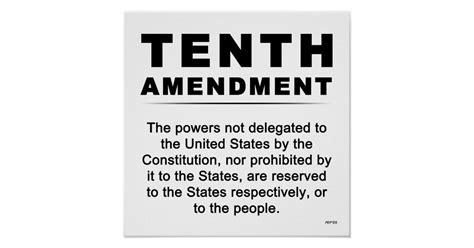 TENTH
AMENDMENT
The powers not delegated to
the United States by the
Constitution, nor prohibited by
it to the States, are reserved
to the States respectively, or
to the people.